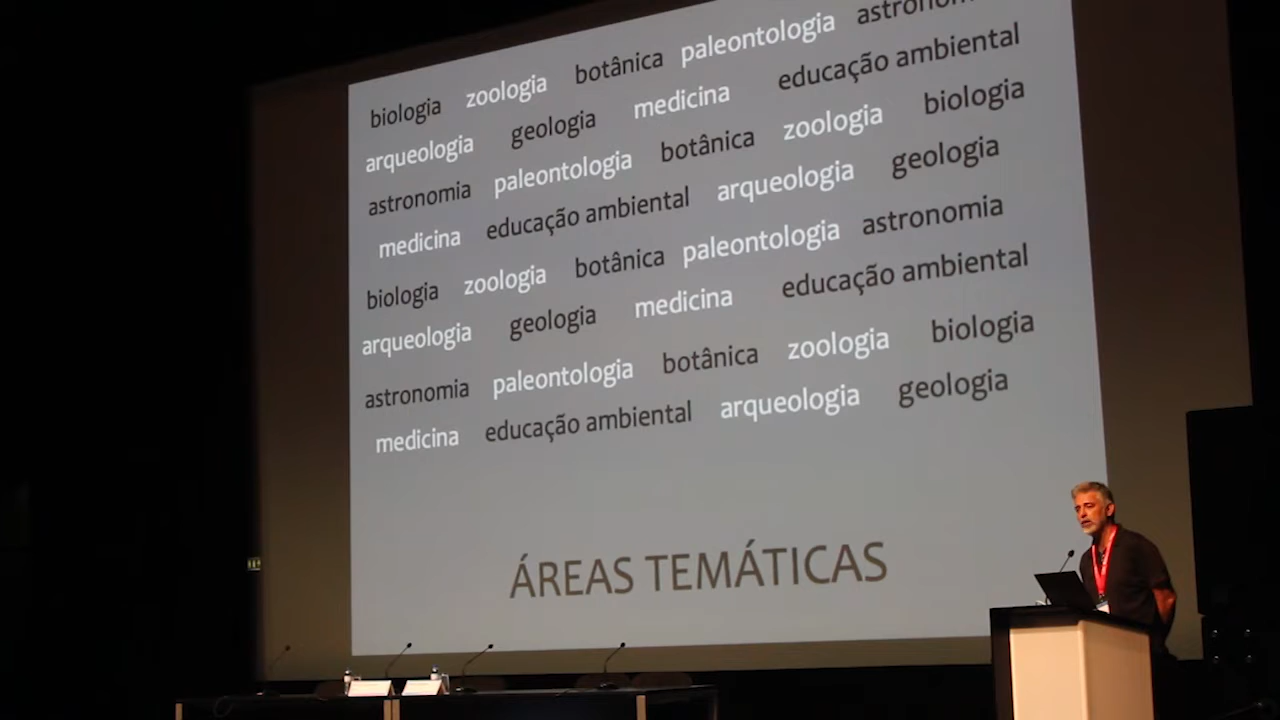 biologia zoologia botânica paleontologia
arqueologia geologia medicina educação ambiental
astronomia paleontologia botânica zoologia biologia
medicina educação ambiental arqueologia geologia
biologia zoologia botânica paleontologia astronomia
arqueologia geologia medicina educação ambiental
astronomia paleontologia botânica zoologia biologia
medicina educação ambiental arqueologia geologia
ÁREAS TEMÁTICAS